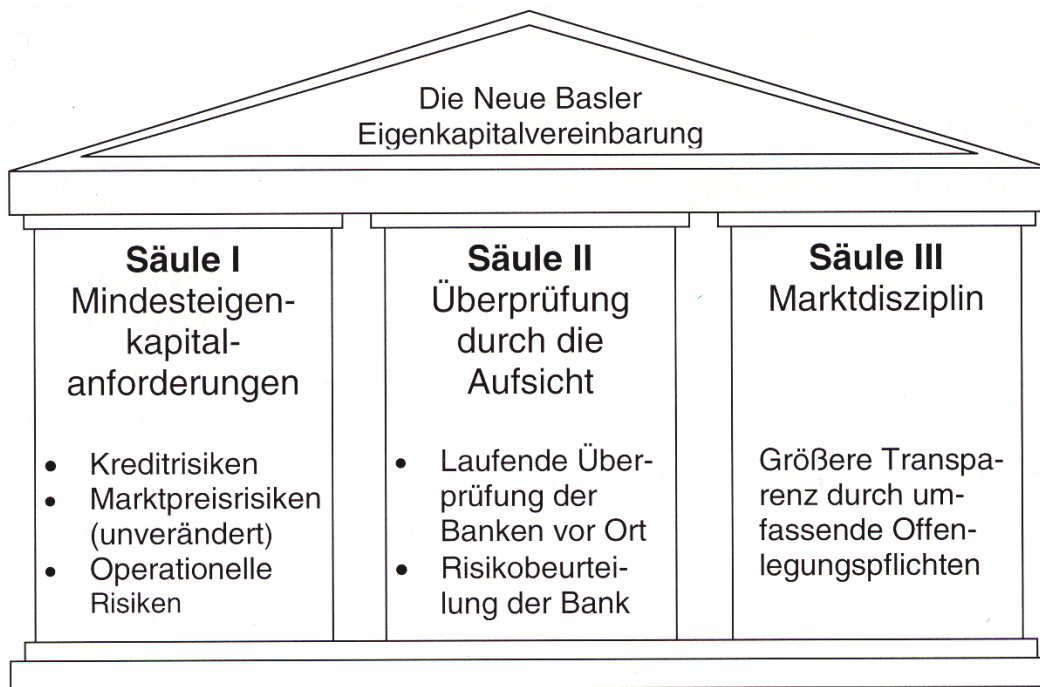 Die Neue Basler
Eigenkapitalvereinbarung
Säule I
Mindesteigen-
kapital-
anforderungen
• Kreditrisiken
• Marktpreisrisiken
(unverändert)
• Operationelle
Risiken
Säule II
Überprüfung
durch die
Aufsicht
• Laufende Über-
prüfung der
Banken vor Ort
• Risikobeurtei-
lung der Bank
Säule III
Marktdisziplin
Größere Transpa-
renz durch um-
fassende Offen-
legungspflichten